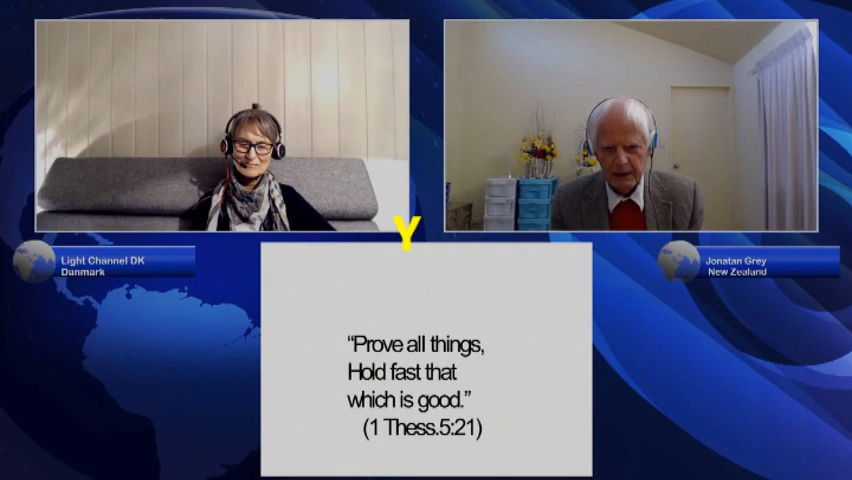 Y
Light Channel DK
Danmark
Jonatan Grey
New Zealand
“Prove all things,
Hold fast that
which is good.”
(1 Thess.5:21)